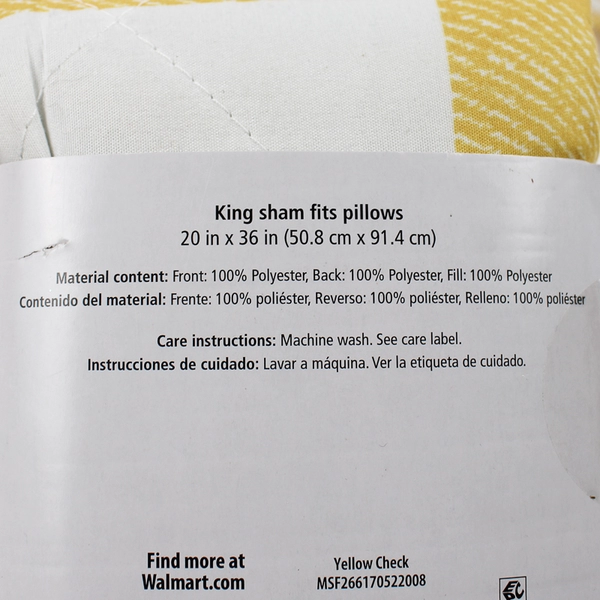 King sham fits pillows
20 in x 36 in (50.8 cm x 91.4 cm)
Material content: Front: 100% Polyester, Back: 100% Polyester, Fill: 100% Polyester
Contenido del material: Frente: 100% poliéster, Reverso: 100% poliéster, Relleno: 100% poliéster
Care instructions: Machine wash. See care label.
Instrucciones de cuidado: Lavar a máquina. Ver la etiqueta de cuidado.
Find more at
Walmart.com
Yellow Check
MSF266170522008